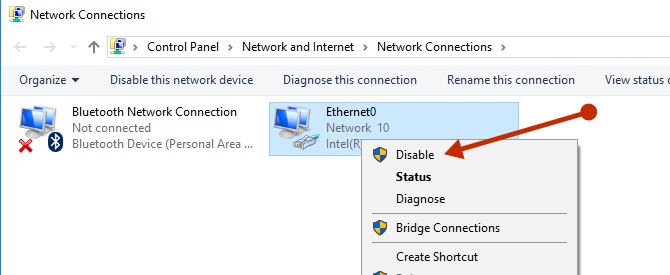 Network Connections
Control Panel > Network and Internet > Network Connections >
Organize Disable this network device Diagnose this connection Rename this connection View status
Bluetooth Network Connection
Not connected
Bluetooth Device (Personal Area ...
Ethernet0
Network 10
Intel(R)
Disable
Status
Diagnose
Bridge Connections
Create Shortcut